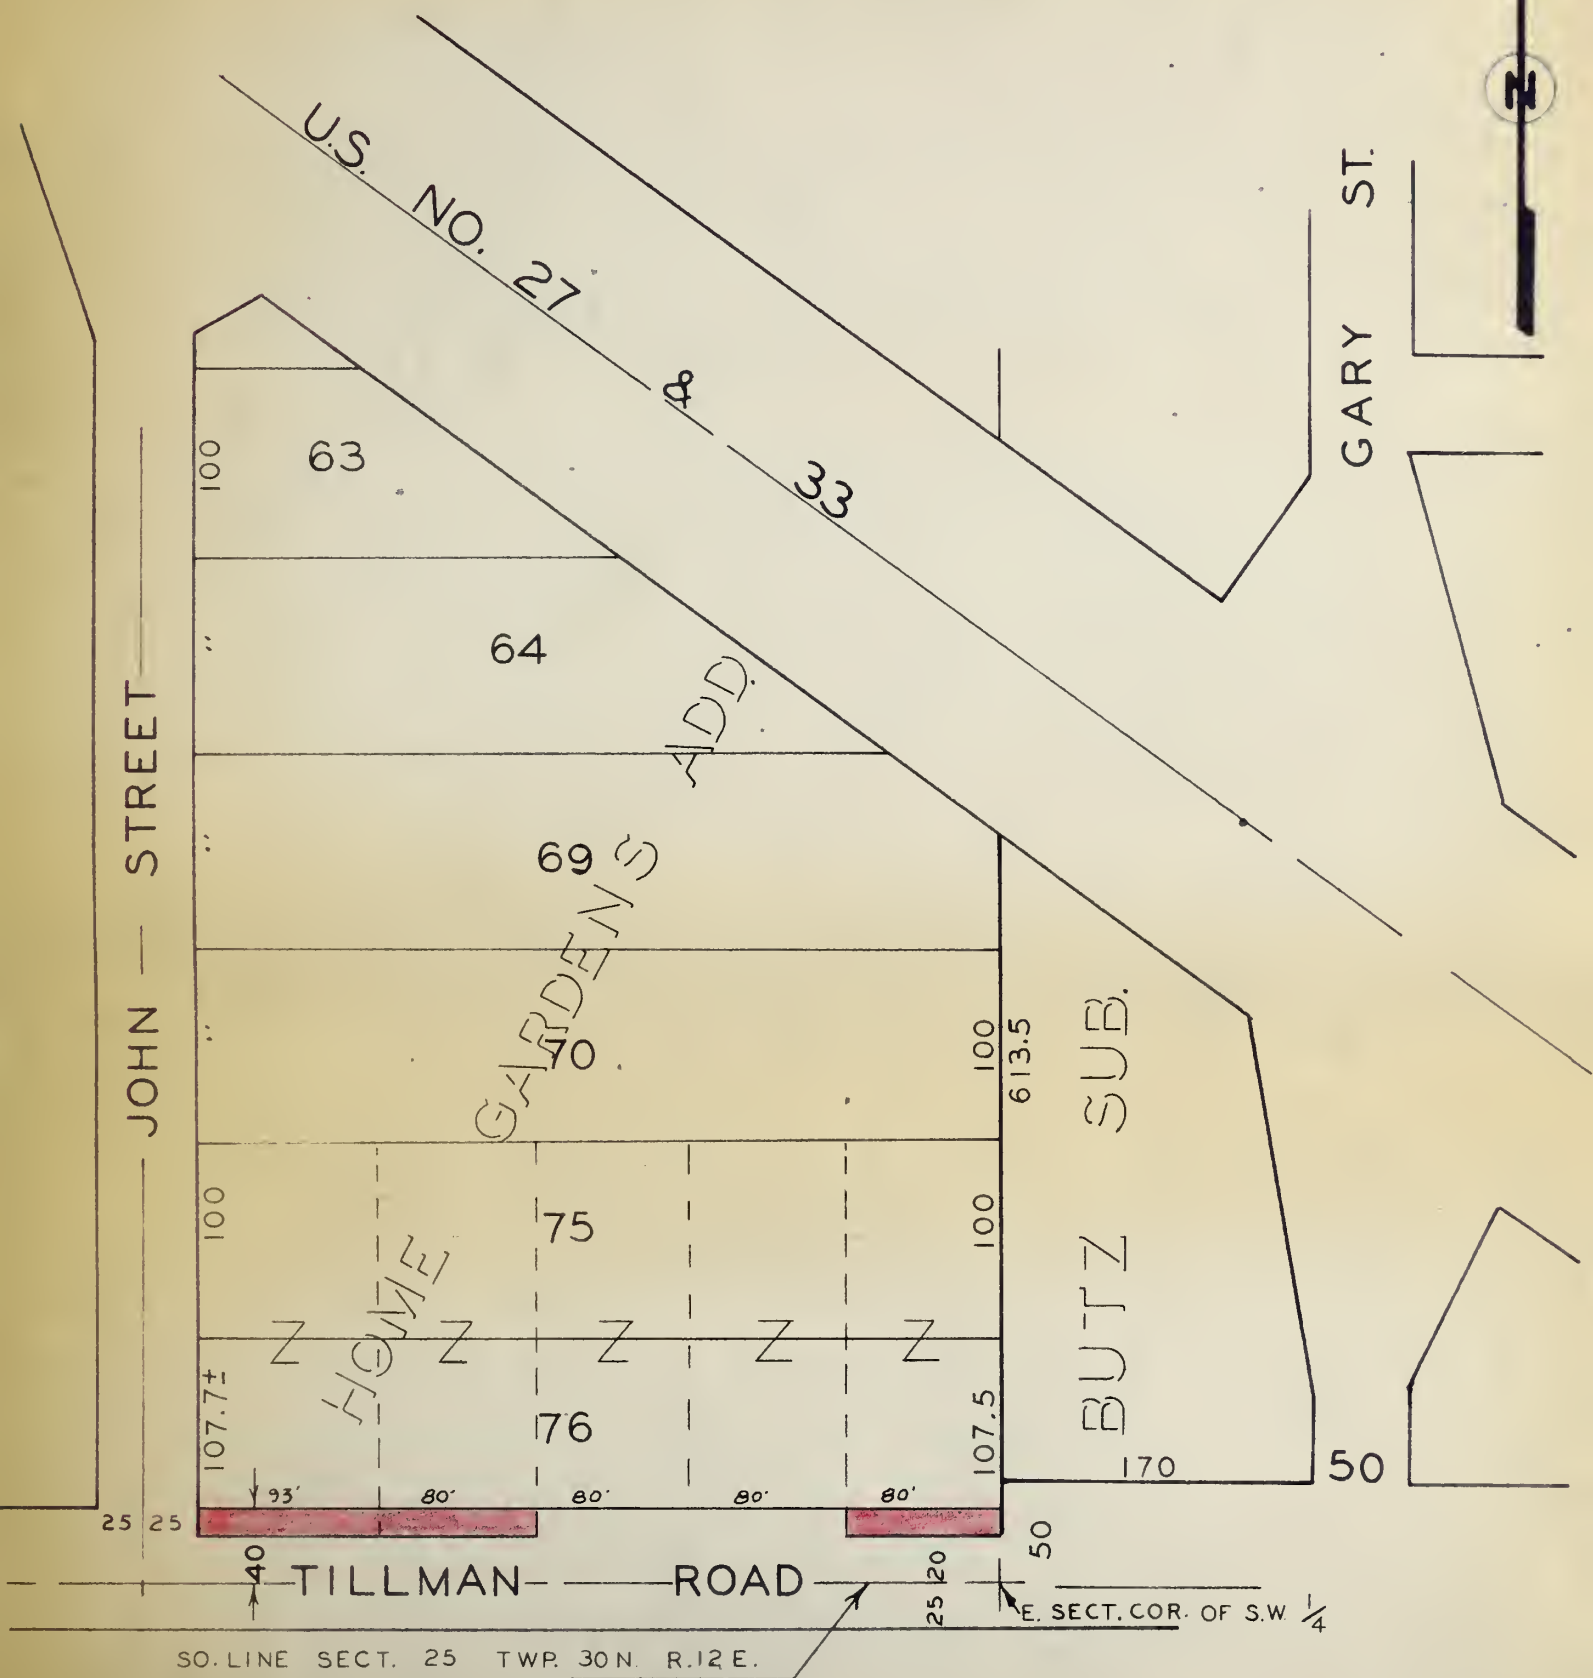 N
U.S. NO. 27 & 33
GARY ST.
JOHN STREET
63
100
64
"
HOME GARDENS ADD.
69
"
70
"
100
613.5
BUTZ SUB.
75
100
100
Z Z Z Z Z
76
107.7±
107.5
170
50
93' 80' 80' 80' 80'
25 25
40
TILLMAN ROAD
25 20
50
E. SECT. COR. OF S.W. 1/4
SO. LINE SECT. 25 TWP. 30 N. R. 12 E.